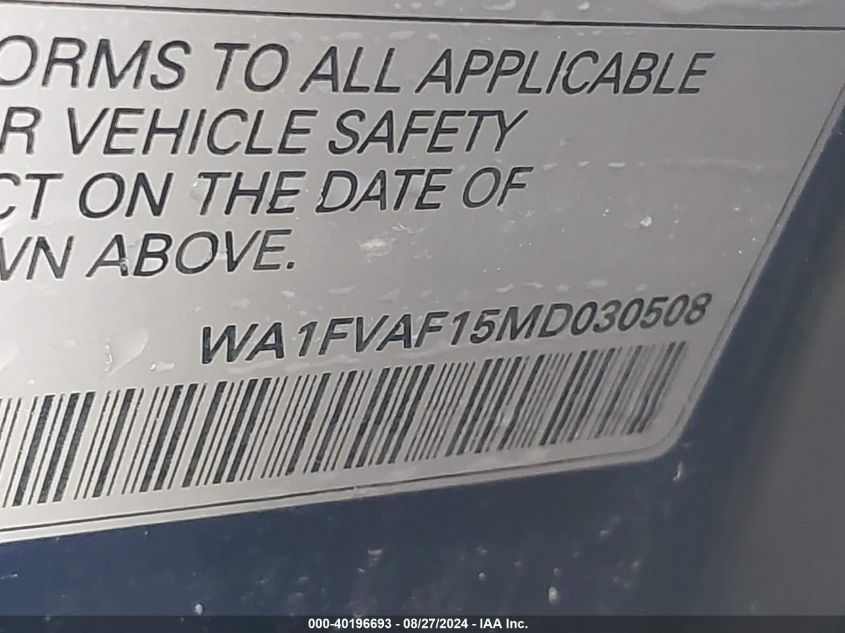 ORMS TO ALL APPLICABLE
R VEHICLE SAFETY
CT ON THE DATE OF
WN ABOVE.
WA1FVAF15MD030508
000-40196693 - 08/27/2024 - IAA Inc.